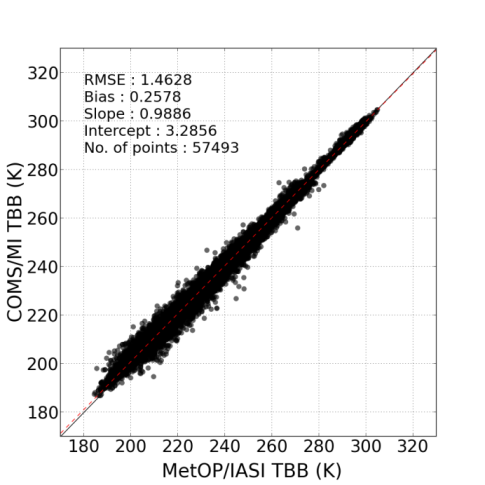 RMSE : 1.4628
Bias : 0.2578
Slope : 0.9886
Intercept : 3.2856
No. of points : 57493
COMS/MI TBB (K)
320
300
280
260
240
220
200
180
180 200 220 240 260 280 300 320
MetOP/IASI TBB (K)